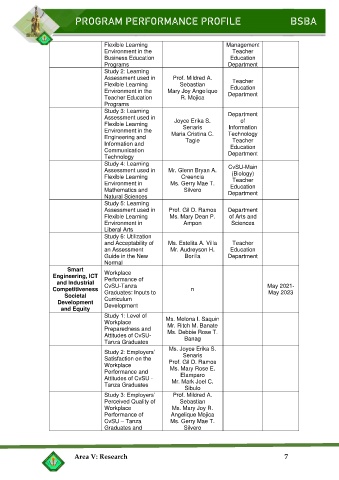 PROGRAM PERFORMANCE PROFILE BSBA
Flexible Learning
Environment in the
Business Education
Programs
Management
Teacher
Education
Department
Study 2: Learning
Assessment used in
Flexible Learning
Environment in the
Teacher Education
Programs
Prof. Mildred A.
Sebastian
Mary Joy Angelique
R. Mojica
Teacher
Education
Department
Study 3: Learning
Assessment used in
Flexible Learning
Environment in the
Engineering and
Information and
Communication
Technology
Joyce Erika S.
Senaris
Maria Cristina C.
Tagle
Department
of
Information
Technology
Teacher
Education
Department
Study 4: Learning
Assessment used in
Flexible Learning
Environment in
Mathematics and
Natural Sciences
Mr. Glenn Bryan A.
Creencia
Ms. Gerry Mae T.
Silvero
CvSU-Main
(Biology)
Teacher
Education
Department
Study 5: Learning
Assessment used in
Flexible Learning
Environment in
Liberal Arts
Prof. Gil D. Ramos
Ms. Mary Dean P.
Ampon
Department
of Arts and
Sciences
Study 6: Utilization
and Acceptability of
an Assessment
Guide in the New
Normal
Ms. Estelita A. Villa
Mr. Audreyson H.
Borilla
Teacher
Education
Department
Smart
Engineering, ICT
and Industrial
Competitiveness
Societal
Development
and Equity
Workplace
Performance of
CvSU-Tanza
Graduates: Inputs to
Curriculum
Development
n
May 2021-
May 2023
Study 1: Level of
Workplace
Preparedness and
Attitudes of CvSU-
Tanza Graduates
Ms. Melona I. Saquin
Mr. Ritch M. Banate
Ms. Debbie Rose T.
Banag
Study 2: Employers'
Satisfaction on the
Workplace
Performance and
Attitudes of CvSU -
Tanza Graduates
Ms. Joyce Erika S.
Senaris
Prof. Gil D. Ramos
Ms. Mary Rose E.
Elamparo
Mr. Mark Joel C.
Sibulo
Study 3: Employers'
Perceived Quality of
Workplace
Performance of
CvSU – Tanza
Graduates and
Prof. Mildred A.
Sebastian
Ms. Mary Joy R.
Angelique Mojica
Ms. Gerry Mae T.
Silvero
Area V: Research 7